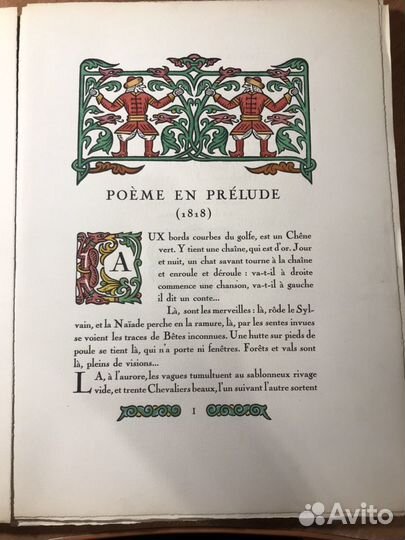 POÈME EN PRÉLUDE
(1818)
AUX bords courbes du golfe, est un Chêne
vert. Y tient une chaîne, qui est d'or. Jour
et nuit, un chat savant tourne à la chaîne
et enroule et déroule : va-t-il à droite
commence une chanson, va-t-il à gauche
il dit un conte...
Là, sont les merveilles : là, rôde le Syl-
vain, et la Naïade perche en la ramure, là, par les sentes invues
se voient les traces de Bêtes inconnues. Une hutte sur pieds de
poule se tient là, qui n'a porte ni fenêtres. Forêts et vals sont
là, pleins de visions...
LA, à l'aurore, les vagues tumultuent au sablonneux rivage
vide, et trente Chevaliers beaux, l'un suivant l'autre sortent
I
Avito